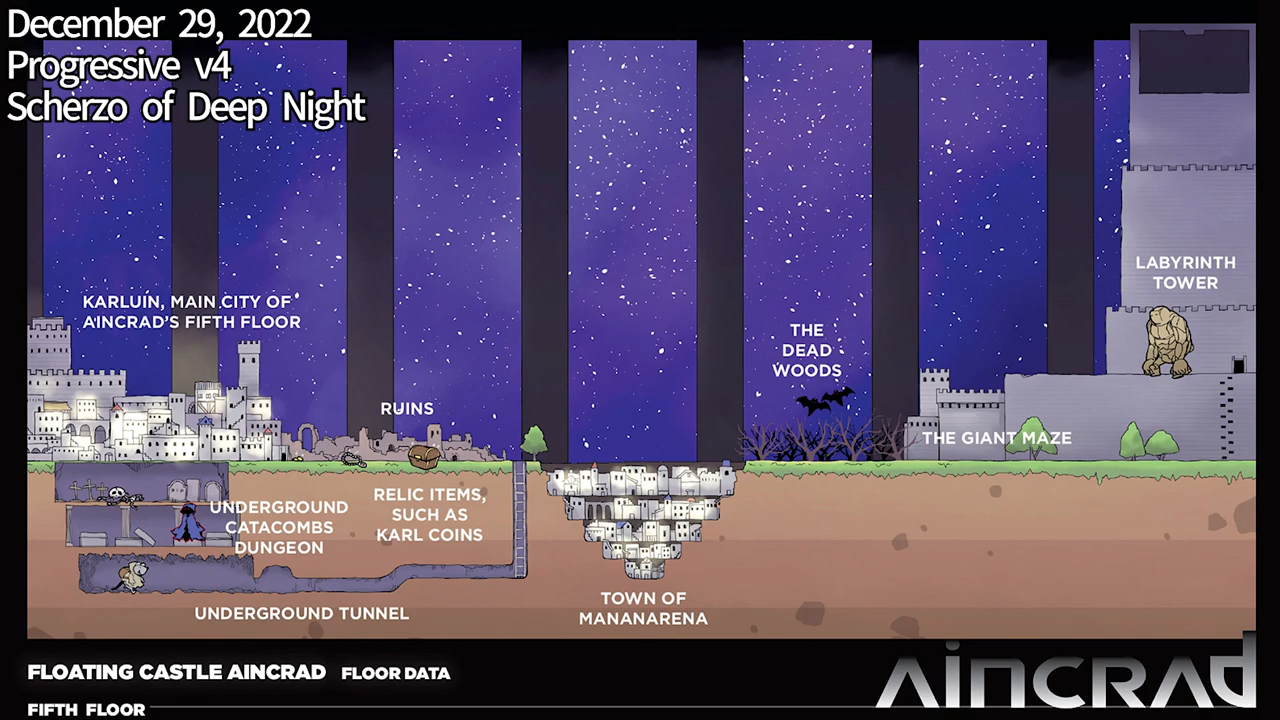 December 29, 2022
Progressive v4
Scherzo of Deep Night
KARLUIN, MAIN CITY OF
AINCRAD'S FIFTH FLOOR
RUINS
THE
DEAD
WOODS
LABYRINTH
TOWER
THE GIANT MAZE
UNDERGROUND
CATACOMBS
DUNGEON
RELIC ITEMS,
SUCH AS
KARL COINS
UNDERGROUND TUNNEL
TOWN OF
MANANARENA
FLOATING CASTLE AINCRAD FLOOR DATA
FIFTH FLOOR
AINCRAD